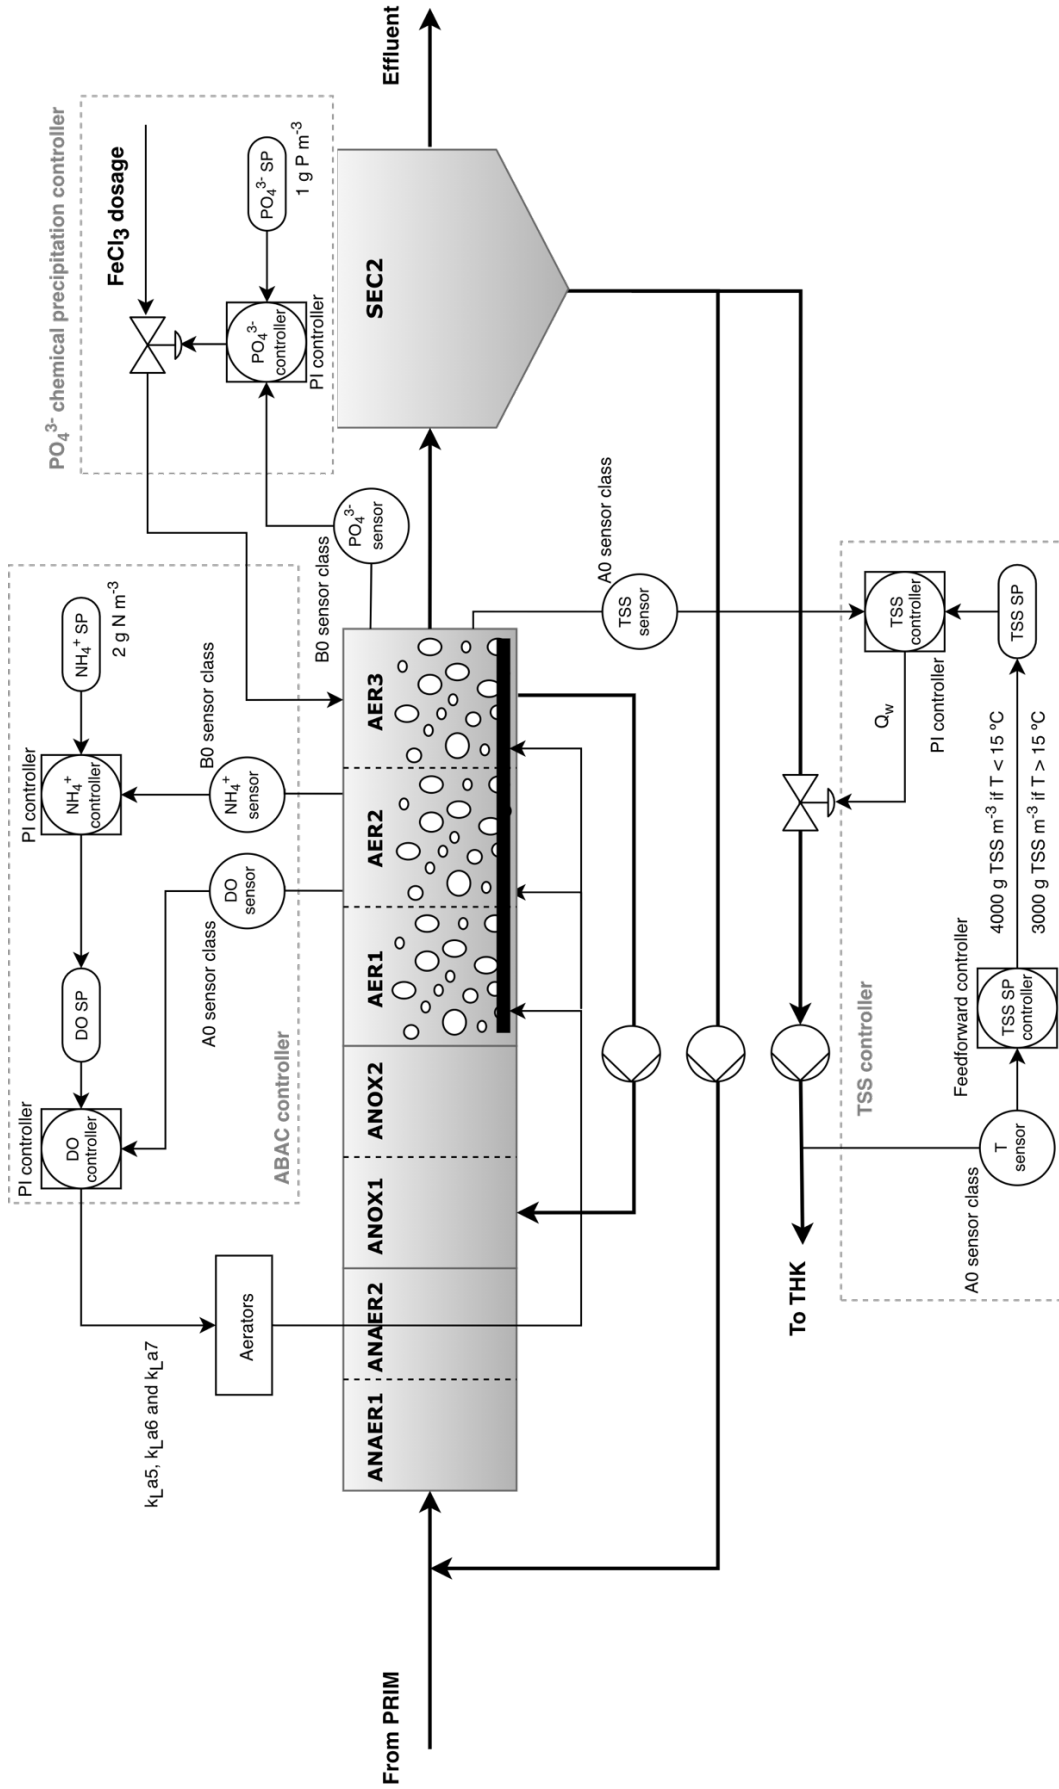 PO₄³⁻ chemical precipitation controller
FeCl₃ dosage
PO₄³⁻ SP
1 g P m⁻³
PO₄³⁻
controller
PI controller
B0 sensor class
PO₄³⁻
sensor
NH₄⁺ SP
2 g N m⁻³
PI controller
NH₄⁺
controller
B0 sensor class
NH₄⁺
sensor
DO SP
A0 sensor class
DO
sensor
PI controller
DO
controller
ABAC controller
kLa5, kLa6 and kLa7
Aerators
From PRIM
ANAER1
ANAER2
ANOX1
ANOX2
AER1
AER2
AER3
SEC2
Effluent
A0 sensor class
TSS
sensor
To THK
TSS controller
Q_w
TSS
controller
PI controller
TSS SP
4000 g TSS m⁻³ if T < 15 ºC
3000 g TSS m⁻³ if T > 15 ºC
Feedforward controller
TSS SP
controller
A0 sensor class
T
sensor